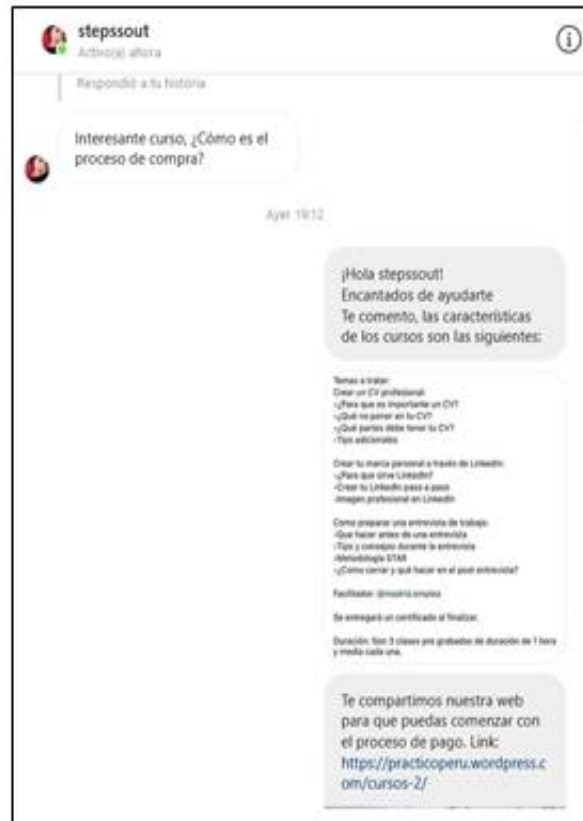 stepssout
Activo(a) ahora
Respondió a tu historia
Interesante curso, ¿Cómo es el
proceso de compra?
Ayer 19:12
¡Hola stepssout!
Encantados de ayudarte
Te comento, las características
de los cursos son las siguientes:
Temas a tratar:
Crear un CV profesional:
-¿Para que es importante un CV?
-¿Qué no poner en tu CV?
-¿Qué partes debe tener tu CV?
-Tips adicionales
Crear tu marca personal a través de LinkedIn:
-¿Para que sirve LinkedIn?
-Crear tu LinkedIn paso a paso
-Imagen profesional en LinkedIn
Como preparar una entrevista de trabajo:
-Que hacer antes de una entrevista
-Tips y consejos durante la entrevista
-Metodología STAR
-¿Como cerrar y qué hacer en el post entrevista?
Facilitador: @madrid.emplea
Se entregará un certificado al finalizar.
Duración: Son 3 clases pre grabadas de duración de 1 hora
y media cada una.
Te compartimos nuestra web
para que puedas comenzar con
el proceso de pago. Link:
https://practicoperu.wordpress.c
om/cursos-2/